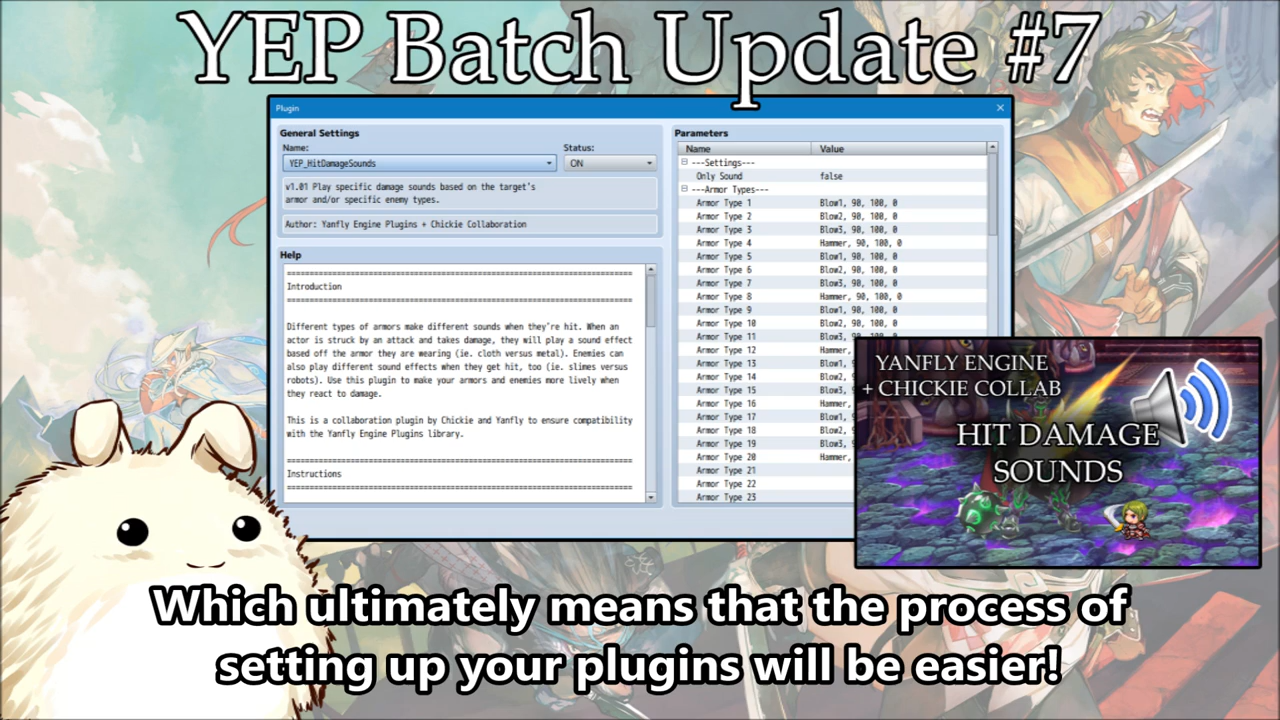 YEP Batch Update #7
Plugin
General Settings
Name:
Status:
YEP_HitDamageSounds
ON
v1.01 Play specific damage sounds based on the target's
armor and/or specific enemy types.
Author: Yanfly Engine Plugins + Chickie Collaboration
Help
================================================================================
Introduction
================================================================================
Different types of armors make different sounds when they're hit. When an
actor is struck by an attack and takes damage, they will play a sound effect
based off the armor they are wearing (ie. cloth versus metal). Enemies can
also play different sound effects when they get hit, too (ie. slimes versus
robots). Use this plugin to make your armors and enemies more lively when
they react to damage.
This is a collaboration plugin by Chickie and Yanfly to ensure compatibility
with the Yanfly Engine Plugins library.
================================================================================
Instructions
================================================================================
Parameters
Name Value
---Settings---
Only Sound false
---Armor Types---
Armor Type 1 Blow1, 90, 100, 0
Armor Type 2 Blow2, 90, 100, 0
Armor Type 3 Blow3, 90, 100, 0
Armor Type 4 Hammer, 90, 100, 0
Armor Type 5 Blow1, 90, 100, 0
Armor Type 6 Blow2, 90, 100, 0
Armor Type 7 Blow3, 90, 100, 0
Armor Type 8 Hammer, 90, 100, 0
Armor Type 9 Blow1, 90, 100, 0
Armor Type 10 Blow2, 90, 100, 0
Armor Type 11 Blow3, 90, 100, 0
Armor Type 12 Hammer,
Armor Type 13 Blow1,
Armor Type 14 Blow2,
Armor Type 15 Blow3,
Armor Type 16 Hammer,
Armor Type 17 Blow1,
Armor Type 18 Blow2,
Armor Type 19 Blow3,
Armor Type 20 Hammer,
Armor Type 21
Armor Type 22
Armor Type 23
YANFLY ENGINE
+ CHICKIE COLLAB
HIT DAMAGE
SOUNDS
Which ultimately means that the process of
setting up your plugins will be easier!